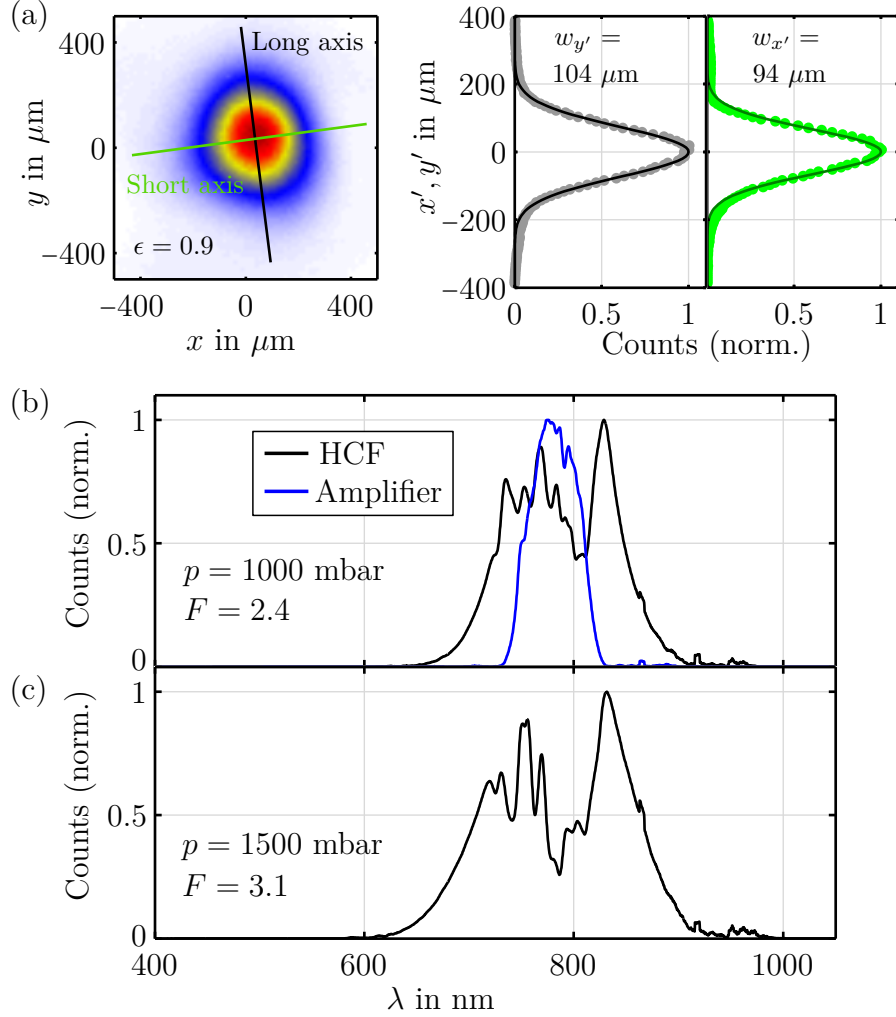 (a)
400
0
−400
y in μm
−400
0
400
x in μm
Long axis
Short axis
ϵ = 0.9
400
200
0
−200
−400
x′, y′ in μm
w_y′ =
104 μm
w_x′ =
94 μm
0
0.5
1
0.5
1
Counts (norm.)
(b)
1
0.5
0
Counts (norm.)
HCF
Amplifier
p = 1000 mbar
F = 2.4
(c)
1
0.5
0
Counts (norm.)
p = 1500 mbar
F = 3.1
400
600
800
1000
λ in nm